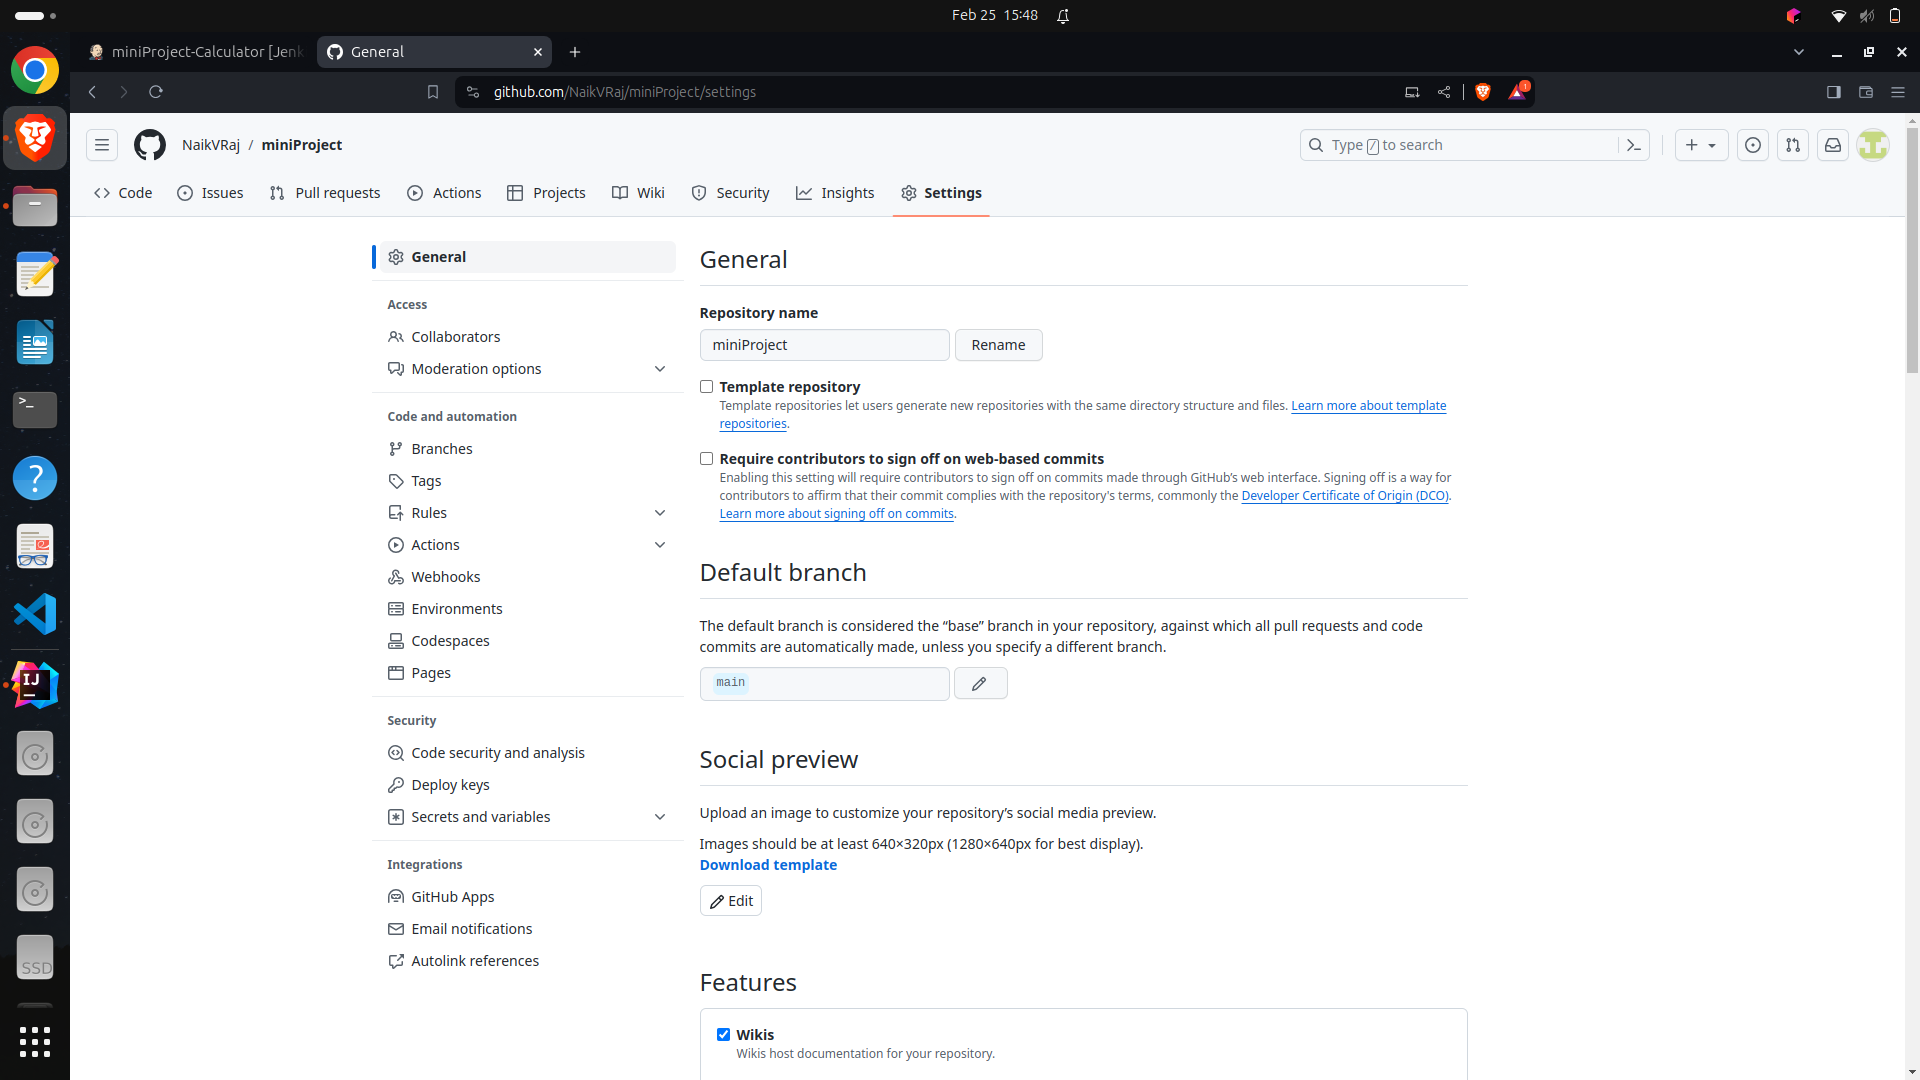 Feb 25 15:48
miniProject-Calculator [Jenk
General
github.com/NaikVRaj/miniProject/settings
1
NaikVRaj / miniProject
Type / to search
Code
Issues
Pull requests
Actions
Projects
Wiki
Security
Insights
Settings
General
Access
Collaborators
Moderation options
Code and automation
Branches
Tags
Rules
Actions
Webhooks
Environments
Codespaces
Pages
Security
Code security and analysis
Deploy keys
Secrets and variables
Integrations
GitHub Apps
Email notifications
Autolink references
General
Repository name
miniProject
Rename
Template repository
Template repositories let users generate new repositories with the same directory structure and files. Learn more about template
repositories.
Require contributors to sign off on web-based commits
Enabling this setting will require contributors to sign off on commits made through GitHub’s web interface. Signing off is a way for
contributors to affirm that their commit complies with the repository's terms, commonly the Developer Certificate of Origin (DCO).
Learn more about signing off on commits.
Default branch
The default branch is considered the “base” branch in your repository, against which all pull requests and code
commits are automatically made, unless you specify a different branch.
main
Social preview
Upload an image to customize your repository’s social media preview.
Images should be at least 640×320px (1280×640px for best display).
Download template
Edit
Features
Wikis
Wikis host documentation for your repository.
>_
?
IJ
SSD